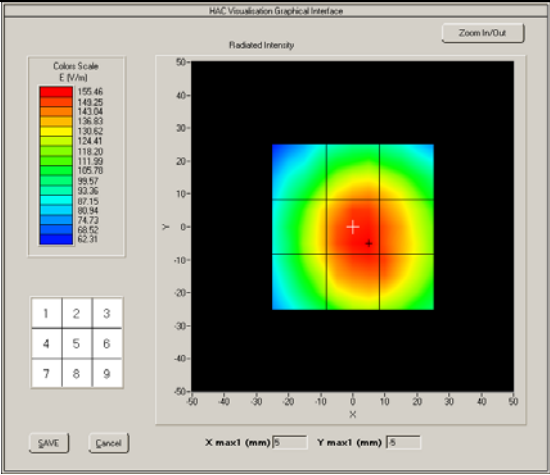 HAC Visualisation Graphical Interface
Zoom In/Out
Radiated Intensity
Colors Scale
E (V/m)
155.46
149.25
143.04
136.83
130.62
124.41
118.20
111.99
105.78
99.57
93.36
87.15
80.94
74.73
68.52
62.31
50
40
30
20
10
Y 0
-10
-20
-30
-40
-50
-50 -40 -30 -20 -10 0 10 20 30 40 50
X
1 2 3
4 5 6
7 8 9
SAVE Cancel
X max1 (mm) 5 Y max1 (mm) -5